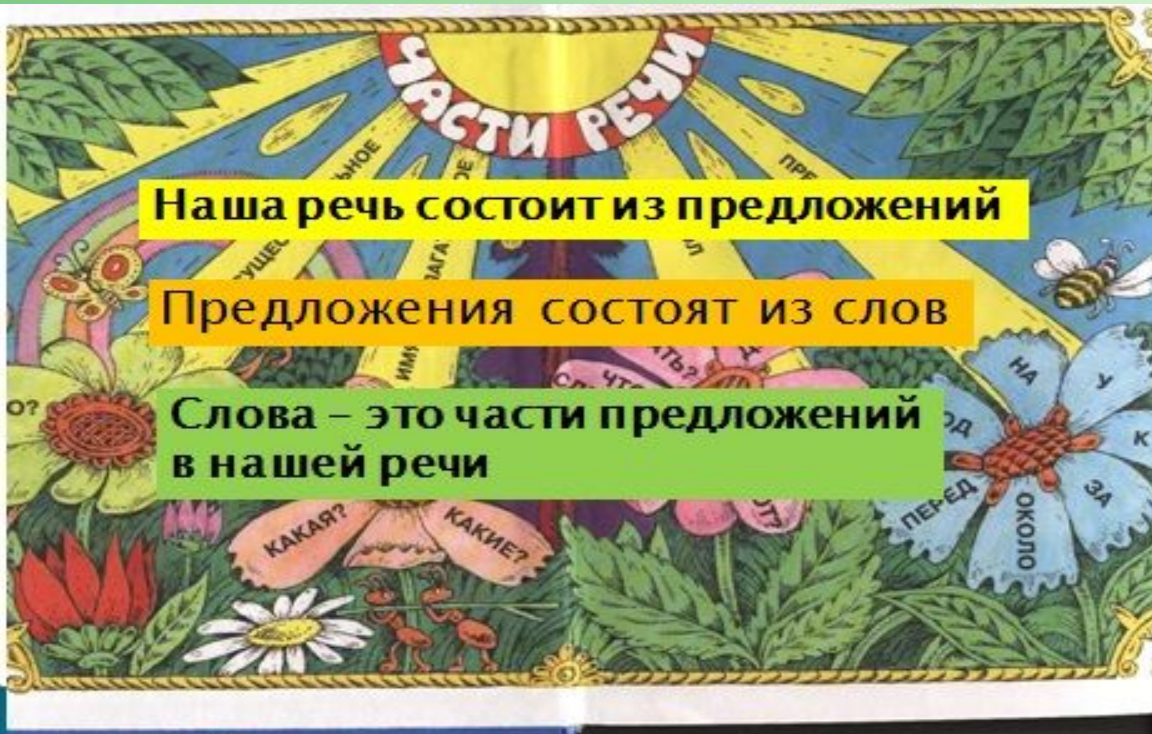 ЧАСТИ РЕЧИ
Наша речь состоит из предложений
Предложения состоят из слов
Слова – это части предложений
в нашей речи
КАКАЯ?
КАКИЕ?
НА
У
К
ЗА
ОКОЛО
ПЕРЕД